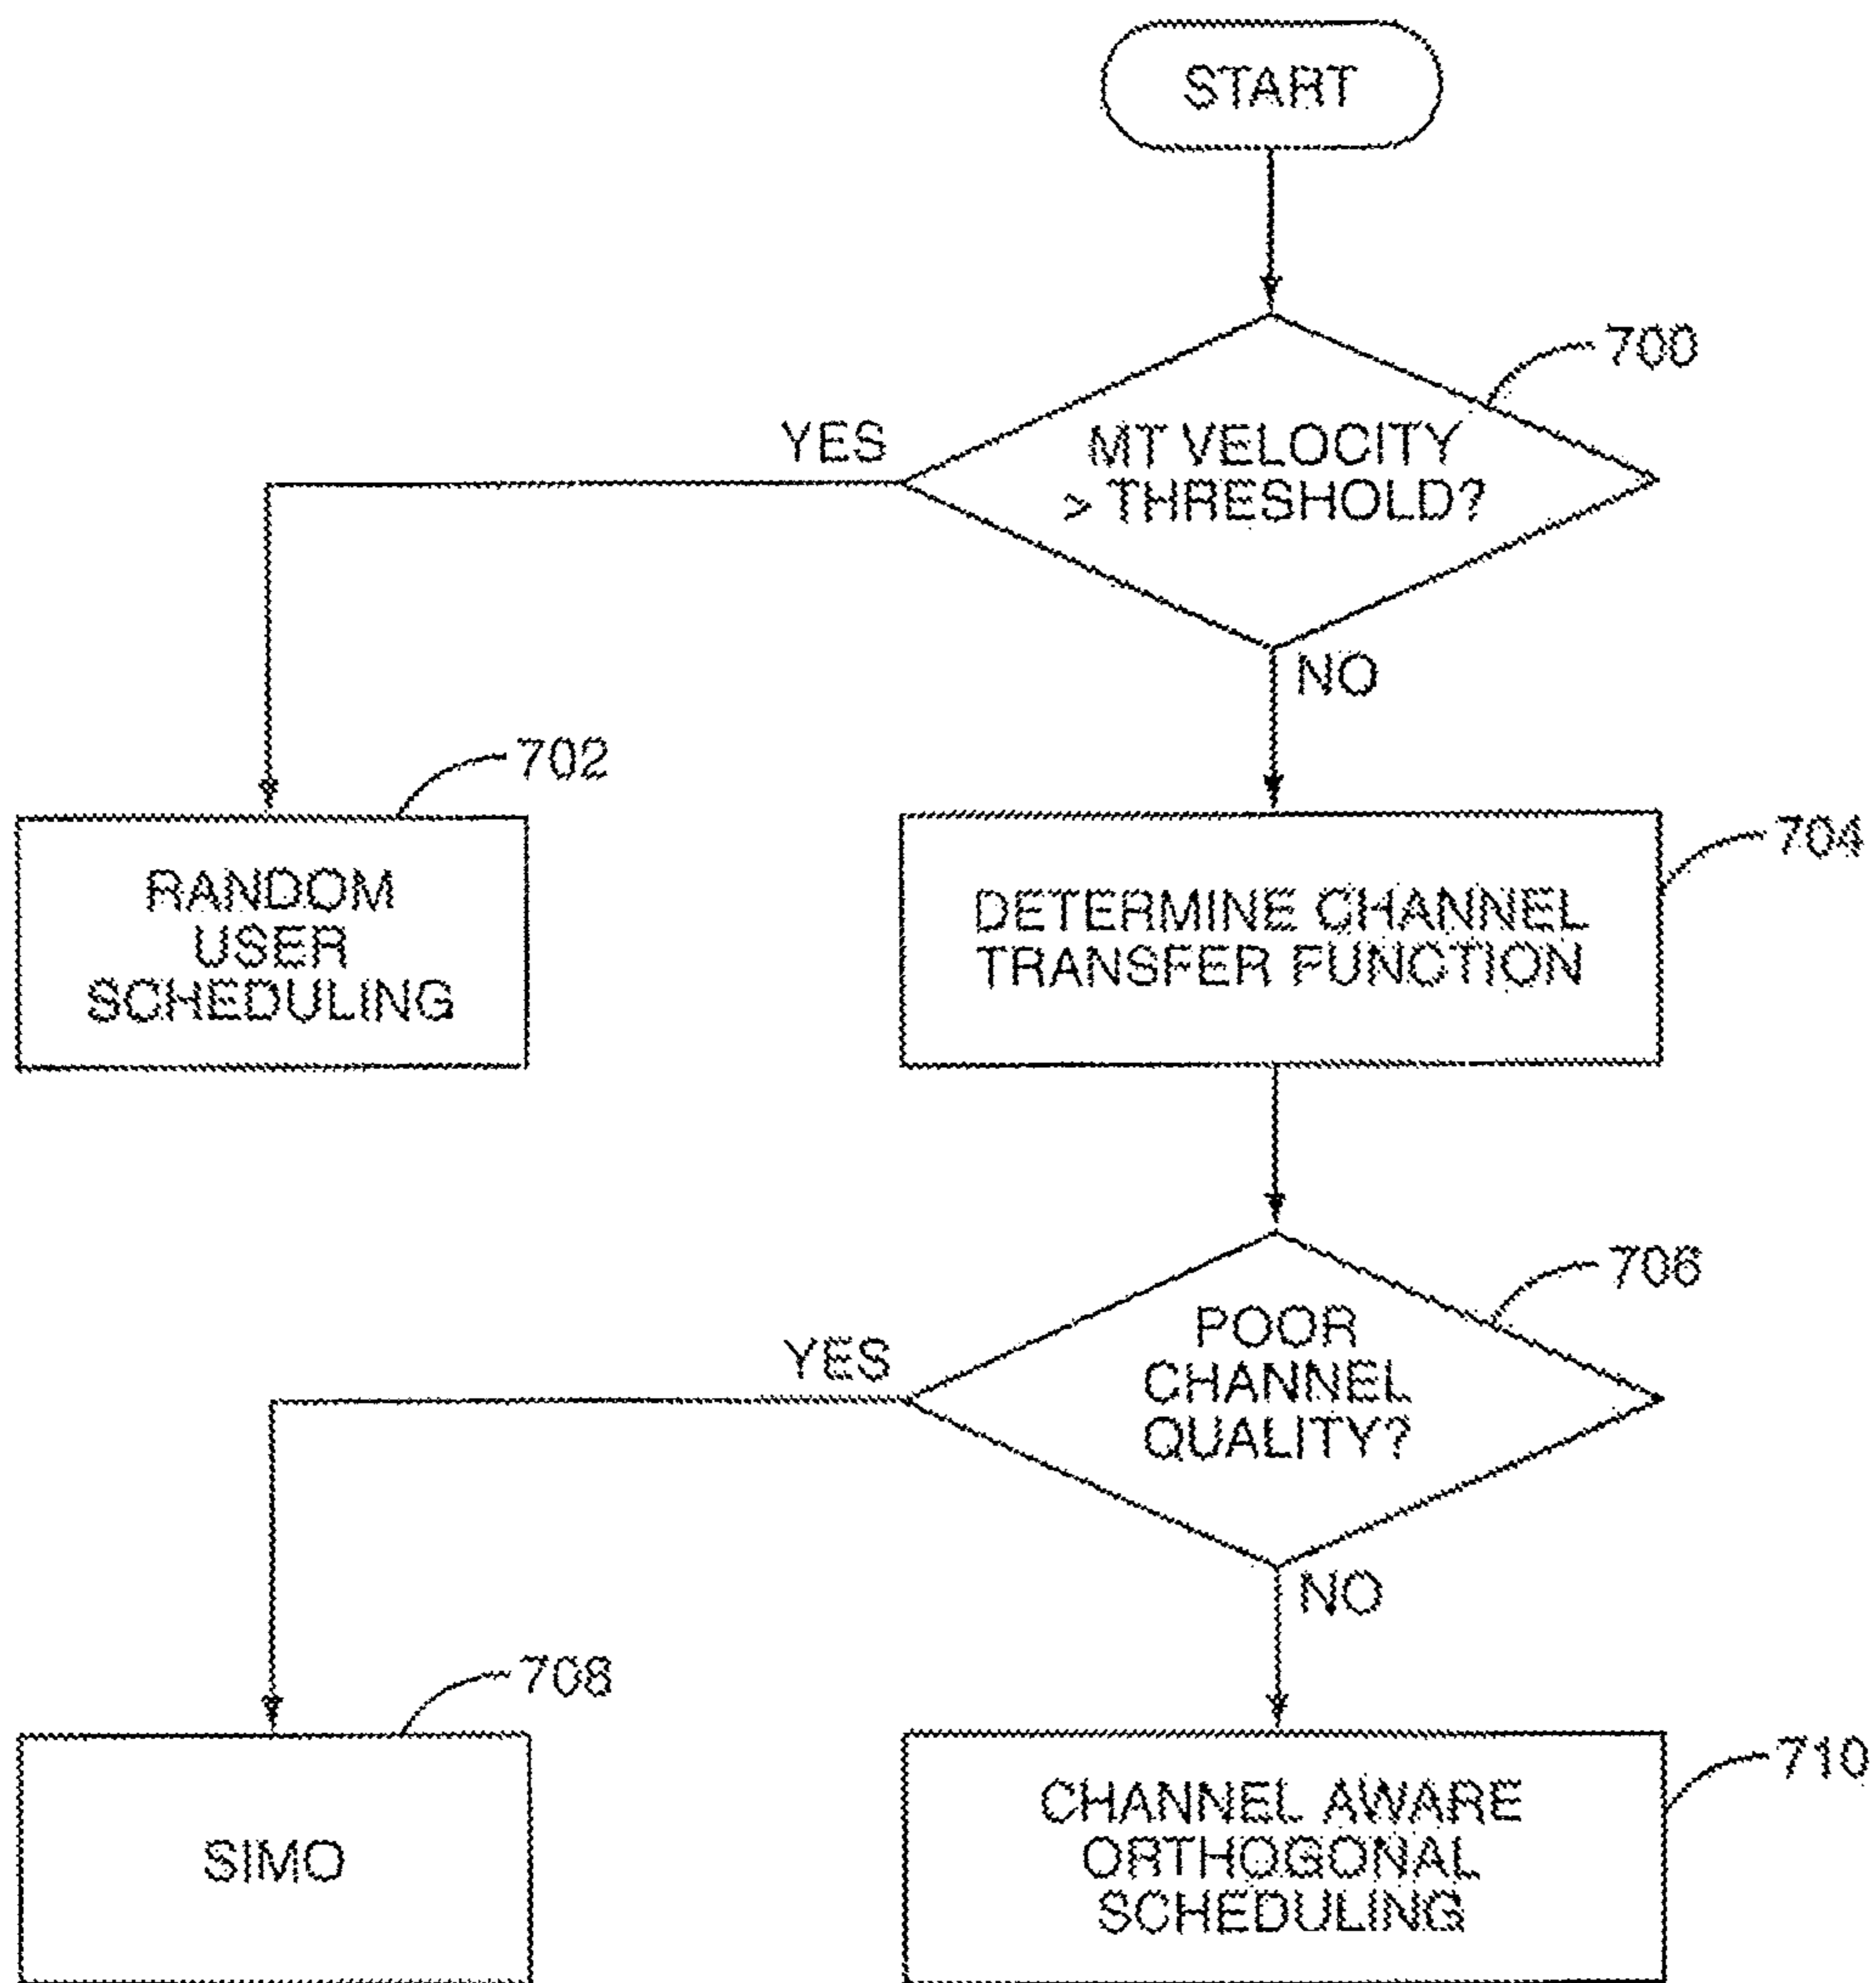 START
700
MT VELOCITY
> THRESHOLD?
YES
NO
702
RANDOM
USER
SCHEDULING
704
DETERMINE CHANNEL
TRANSFER FUNCTION
706
POOR
CHANNEL
QUALITY?
YES
NO
708
SIMO
710
CHANNEL AWARE
ORTHOGONAL
SCHEDULING